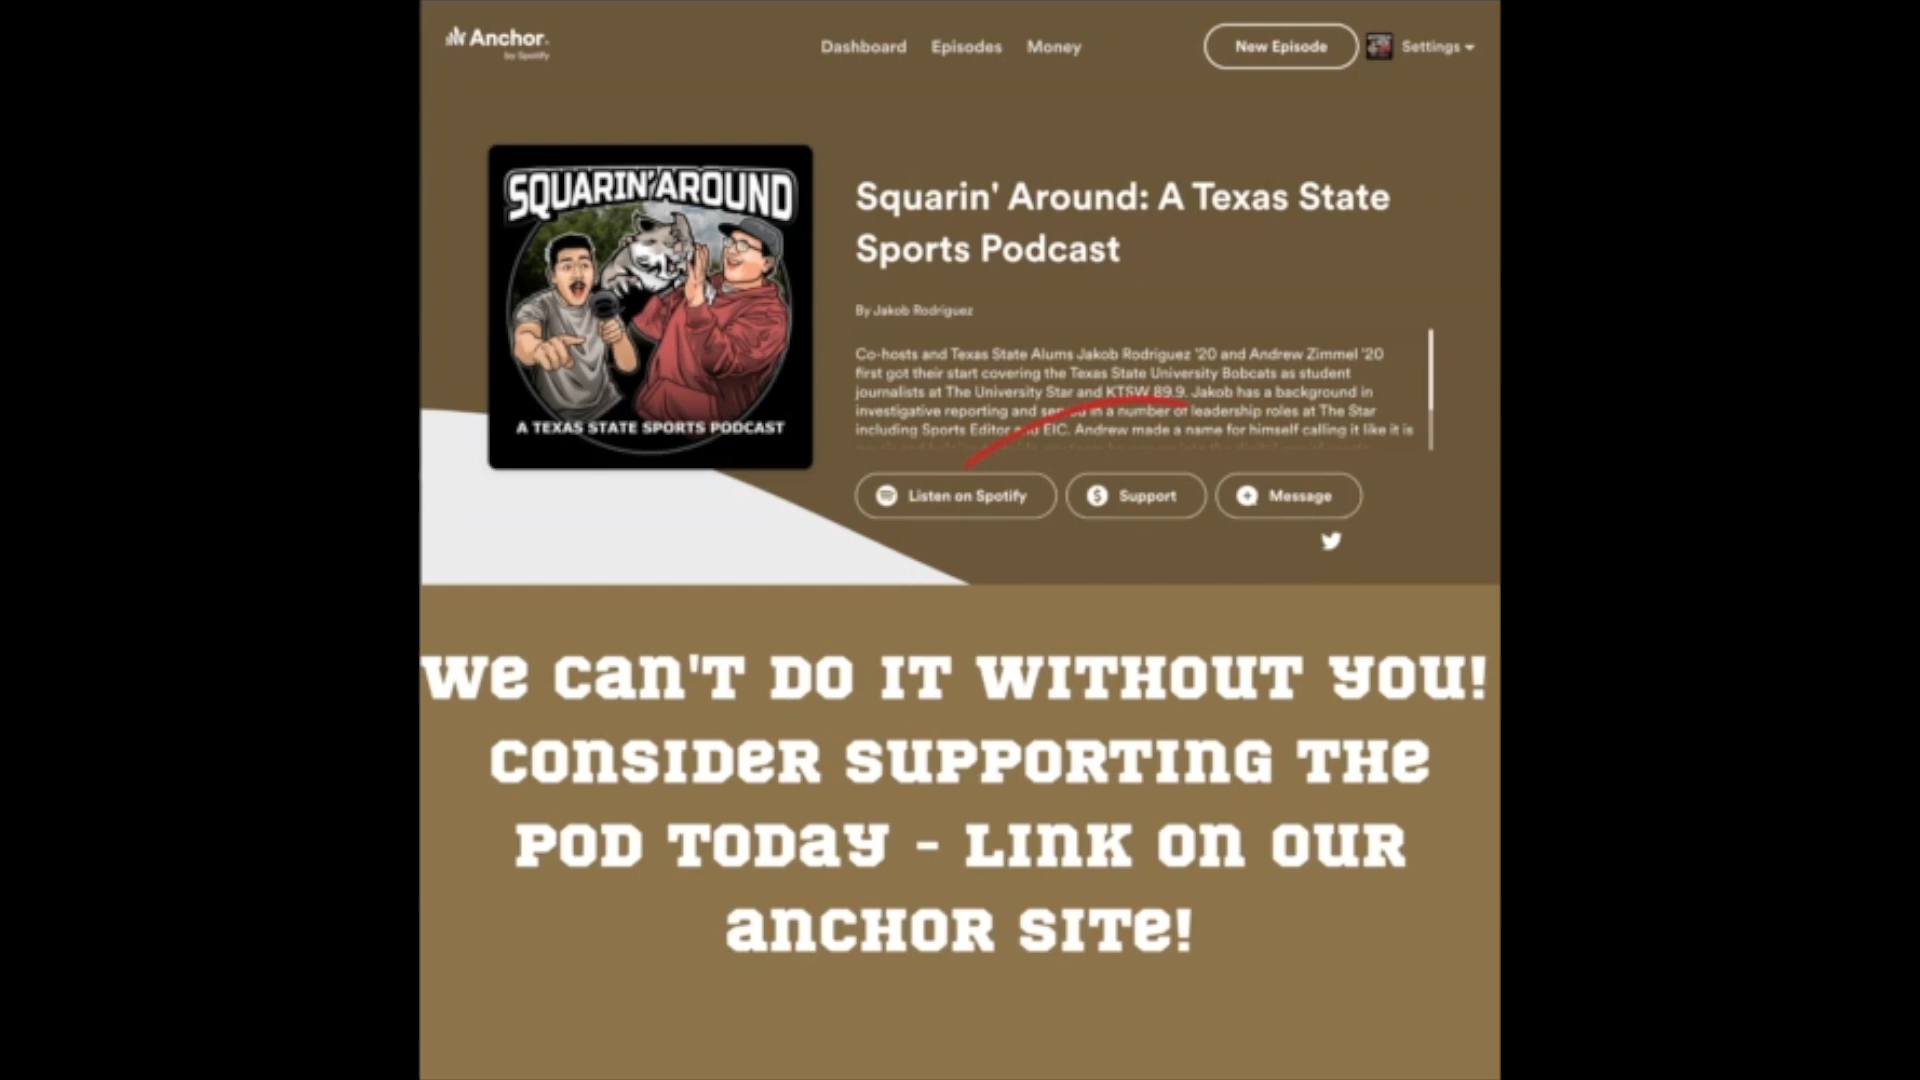 Anchor
by Spotify
Dashboard Episodes Money
New Episode
Settings
SQUARIN' AROUND
A TEXAS STATE SPORTS PODCAST
Squarin' Around: A Texas State
Sports Podcast
By Jakob Rodriguez
Co-hosts and Texas State Alums Jakob Rodriguez '20 and Andrew Zimmel '20
first got their start covering the Texas State University Bobcats as student
journalists at The University Star and KTSW 89.9. Jakob has a background in
investigative reporting and served in a number of leadership roles at The Star
including Sports Editor and EIC. Andrew made a name for himself calling it like it is
Listen on Spotify
Support
Message
We can't do it without you!
Consider supporting the
pod today - Link on our
anchor site!